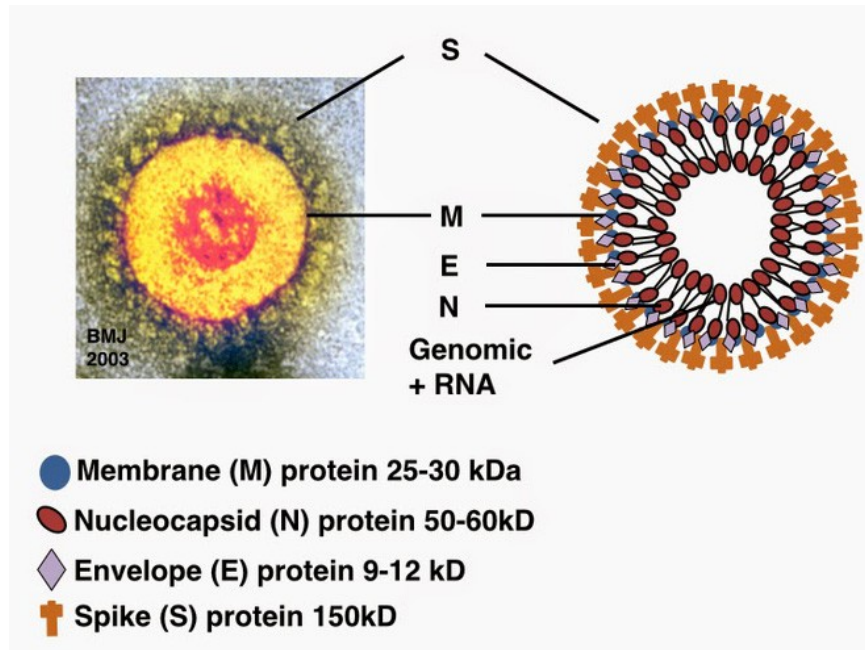 S
M
E
N
Genomic
+ RNA
BMJ
2003
Membrane (M) protein 25-30 kDa
Nucleocapsid (N) protein 50-60kD
Envelope (E) protein 9-12 kD
Spike (S) protein 150kD